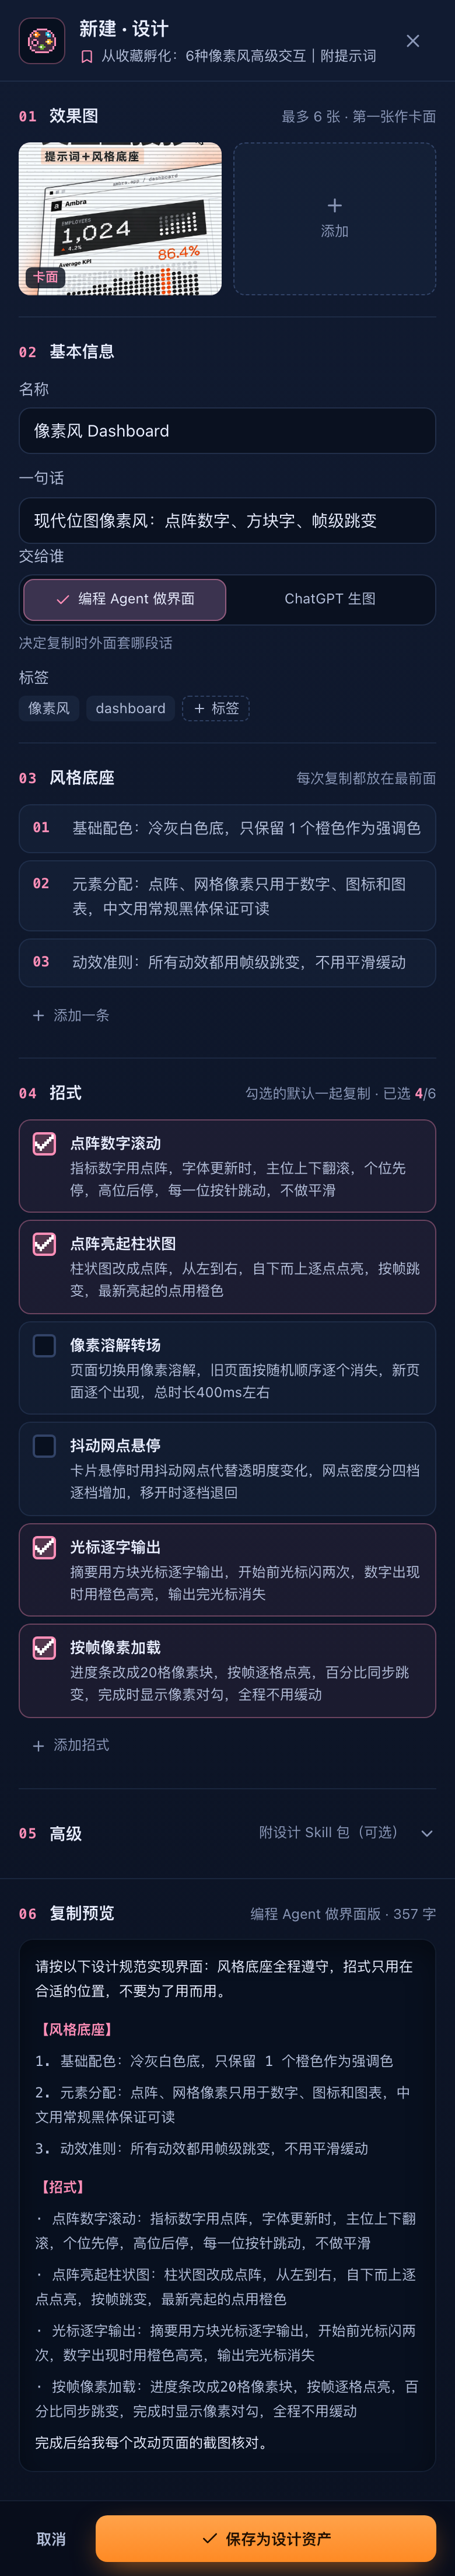 新建 · 设计
从收藏孵化：6种像素风高级交互 | 附提示词
01 效果图
最多 6 张 · 第一张作卡面
提示词+风格底座
Ambra
EMPLOYEES
1,024
4.2%
Average KPI
86.4%
卡面
添加
02 基本信息
名称
像素风 Dashboard
一句话
现代位图像素风：点阵数字、方块字、帧级跳变
交给谁
编程 Agent 做界面
ChatGPT 生图
决定复制时外面套哪段话
标签
像素风
dashboard
+ 标签
03 风格底座
每次复制都放在最前面
01 基础配色：冷灰白色底，只保留 1 个橙色作为强调色
02 元素分配：点阵、网格像素只用于数字、图标和图
表，中文用常规黑体保证可读
03 动效准则：所有动效都用帧级跳变，不用平滑缓动
+ 添加一条
04 招式
勾选的默认一起复制 · 已选 4/6
点阵数字滚动
指标数字用点阵，字体更新时，主位上下翻滚，个位先
停，高位后停，每一位按针跳动，不做平滑
点阵亮起柱状图
柱状图改成点阵，从左到右，自下而上逐点点亮，按帧跳
变，最新亮起的点用橙色
像素溶解转场
页面切换用像素溶解，旧页面按随机顺序逐个消失，新页
面逐个出现，总时长400ms左右
抖动网点悬停
卡片悬停时用抖动网点代替透明度变化，网点密度分四档
逐档增加，移开时逐档退回
光标逐字输出
摘要用方块光标逐字输出，开始前光标闪两次，数字出现
时用橙色高亮，输出完光标消失
按帧像素加载
进度条改成20格像素块，按帧逐格点亮，百分比同步跳
变，完成时显示像素对勾，全程不用缓动
+ 添加招式
05 高级
附设计 Skill 包（可选）
06 复制预览
编程 Agent 做界面版 · 357 字
请按以下设计规范实现界面：风格底座全程遵守，招式只用在
合适的位置，不要为了用而用。
【风格底座】
1. 基础配色：冷灰白色底，只保留 1 个橙色作为强调色
2. 元素分配：点阵、网格像素只用于数字、图标和图表，中
文用常规黑体保证可读
3. 动效准则：所有动效都用帧级跳变，不用平滑缓动
【招式】
· 点阵数字滚动：指标数字用点阵，字体更新时，主位上下翻
滚，个位先停，高位后停，每一位按针跳动，不做平滑
· 点阵亮起柱状图：柱状图改成点阵，从左到右，自下而上逐
点点亮，按帧跳变，最新亮起的点用橙色
· 光标逐字输出：摘要用方块光标逐字输出，开始前光标闪两
次，数字出现时用橙色高亮，输出完光标消失
· 按帧像素加载：进度条改成20格像素块，按帧逐格点亮，百
分比同步跳变，完成时显示像素对勾，全程不用缓动
完成后给我每个改动页面的截图核对。
取消
保存为设计资产